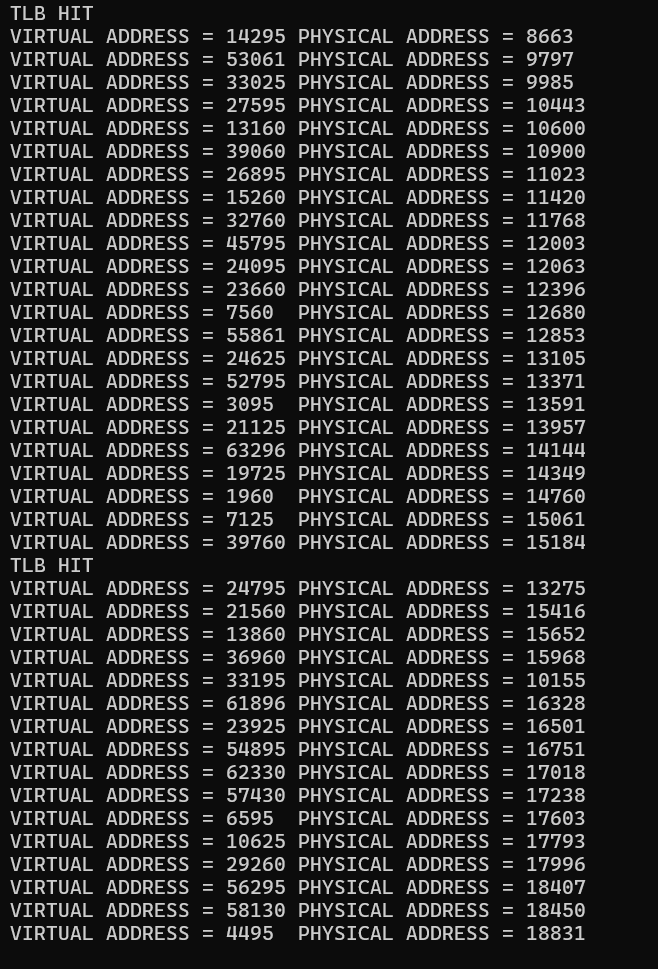 TLB HIT
VIRTUAL ADDRESS = 14295 PHYSICAL ADDRESS = 8663
VIRTUAL ADDRESS = 53061 PHYSICAL ADDRESS = 9797
VIRTUAL ADDRESS = 33025 PHYSICAL ADDRESS = 9985
VIRTUAL ADDRESS = 27595 PHYSICAL ADDRESS = 10443
VIRTUAL ADDRESS = 13160 PHYSICAL ADDRESS = 10600
VIRTUAL ADDRESS = 39060 PHYSICAL ADDRESS = 10900
VIRTUAL ADDRESS = 26895 PHYSICAL ADDRESS = 11023
VIRTUAL ADDRESS = 15260 PHYSICAL ADDRESS = 11420
VIRTUAL ADDRESS = 32760 PHYSICAL ADDRESS = 11768
VIRTUAL ADDRESS = 45795 PHYSICAL ADDRESS = 12003
VIRTUAL ADDRESS = 24095 PHYSICAL ADDRESS = 12063
VIRTUAL ADDRESS = 23660 PHYSICAL ADDRESS = 12396
VIRTUAL ADDRESS = 7560  PHYSICAL ADDRESS = 12680
VIRTUAL ADDRESS = 55861 PHYSICAL ADDRESS = 12853
VIRTUAL ADDRESS = 24625 PHYSICAL ADDRESS = 13105
VIRTUAL ADDRESS = 52795 PHYSICAL ADDRESS = 13371
VIRTUAL ADDRESS = 3095  PHYSICAL ADDRESS = 13591
VIRTUAL ADDRESS = 21125 PHYSICAL ADDRESS = 13957
VIRTUAL ADDRESS = 63296 PHYSICAL ADDRESS = 14144
VIRTUAL ADDRESS = 19725 PHYSICAL ADDRESS = 14349
VIRTUAL ADDRESS = 1960  PHYSICAL ADDRESS = 14760
VIRTUAL ADDRESS = 7125  PHYSICAL ADDRESS = 15061
VIRTUAL ADDRESS = 39760 PHYSICAL ADDRESS = 15184
TLB HIT
VIRTUAL ADDRESS = 24795 PHYSICAL ADDRESS = 13275
VIRTUAL ADDRESS = 21560 PHYSICAL ADDRESS = 15416
VIRTUAL ADDRESS = 13860 PHYSICAL ADDRESS = 15652
VIRTUAL ADDRESS = 36960 PHYSICAL ADDRESS = 15968
VIRTUAL ADDRESS = 33195 PHYSICAL ADDRESS = 10155
VIRTUAL ADDRESS = 61896 PHYSICAL ADDRESS = 16328
VIRTUAL ADDRESS = 23925 PHYSICAL ADDRESS = 16501
VIRTUAL ADDRESS = 54895 PHYSICAL ADDRESS = 16751
VIRTUAL ADDRESS = 62330 PHYSICAL ADDRESS = 17018
VIRTUAL ADDRESS = 57430 PHYSICAL ADDRESS = 17238
VIRTUAL ADDRESS = 6595  PHYSICAL ADDRESS = 17603
VIRTUAL ADDRESS = 10625 PHYSICAL ADDRESS = 17793
VIRTUAL ADDRESS = 29260 PHYSICAL ADDRESS = 17996
VIRTUAL ADDRESS = 56295 PHYSICAL ADDRESS = 18407
VIRTUAL ADDRESS = 58130 PHYSICAL ADDRESS = 18450
VIRTUAL ADDRESS = 4495  PHYSICAL ADDRESS = 18831